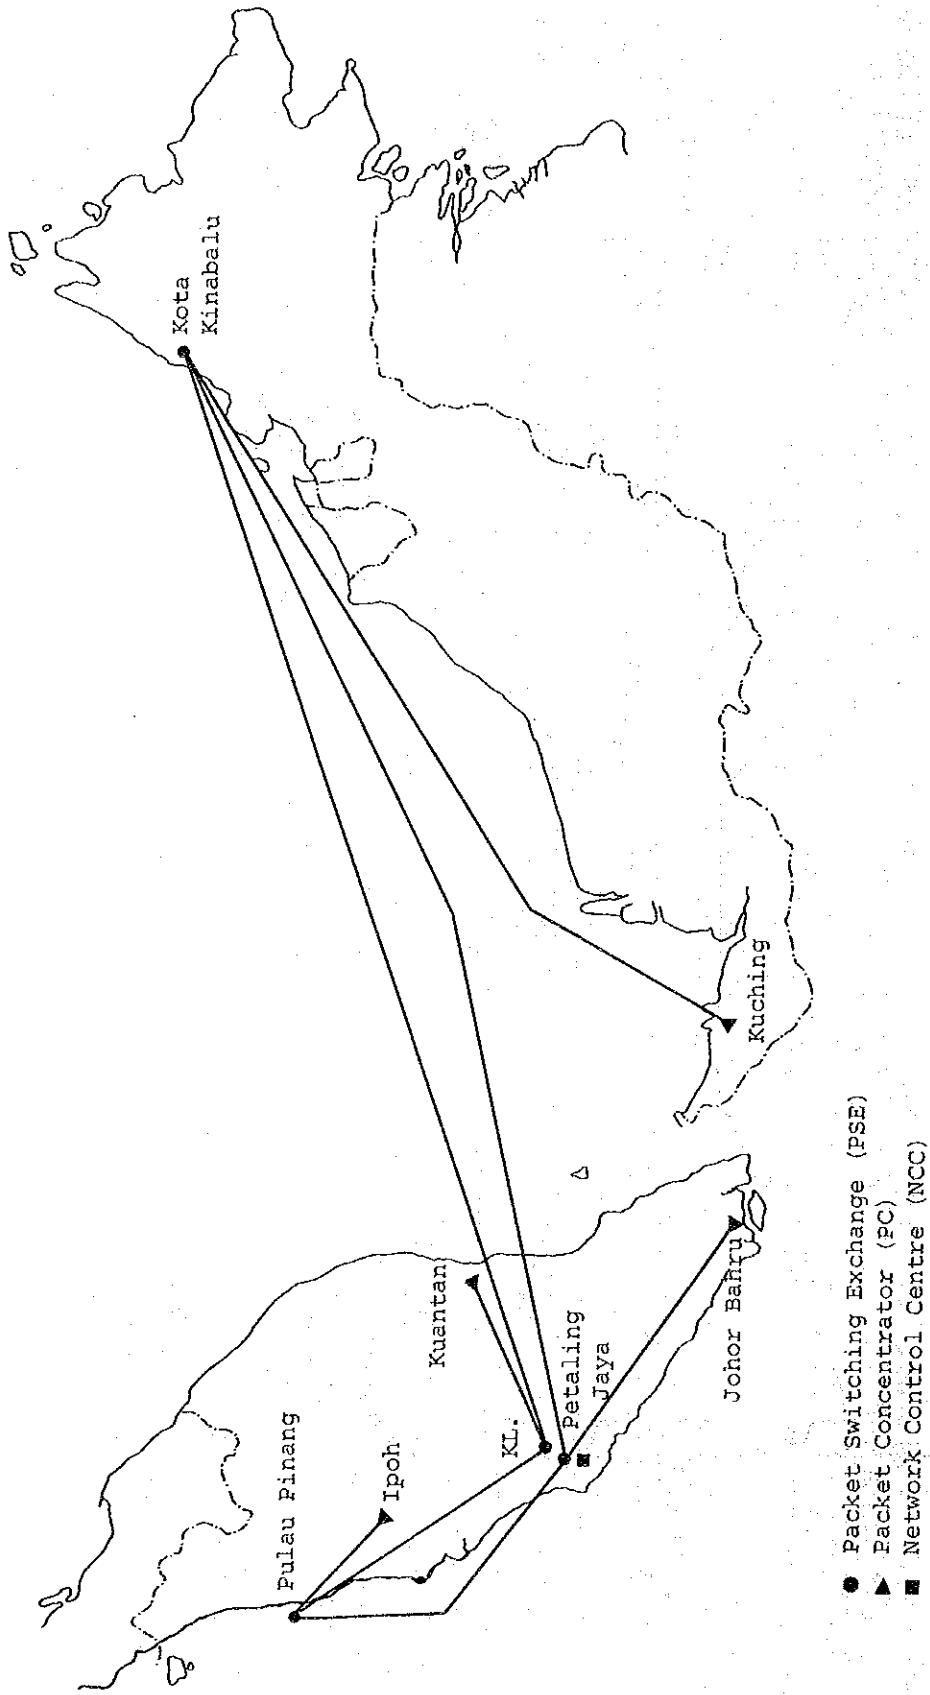 Kota
Kinabalu
Pulau Pinang
Ipoh
Kuantan
KL.
Petaling
Jaya
Johor Bahru
Kuching
Packet Switching Exchange (PSE)
Packet Concentrator (PC)
Network Control Centre (NCC)